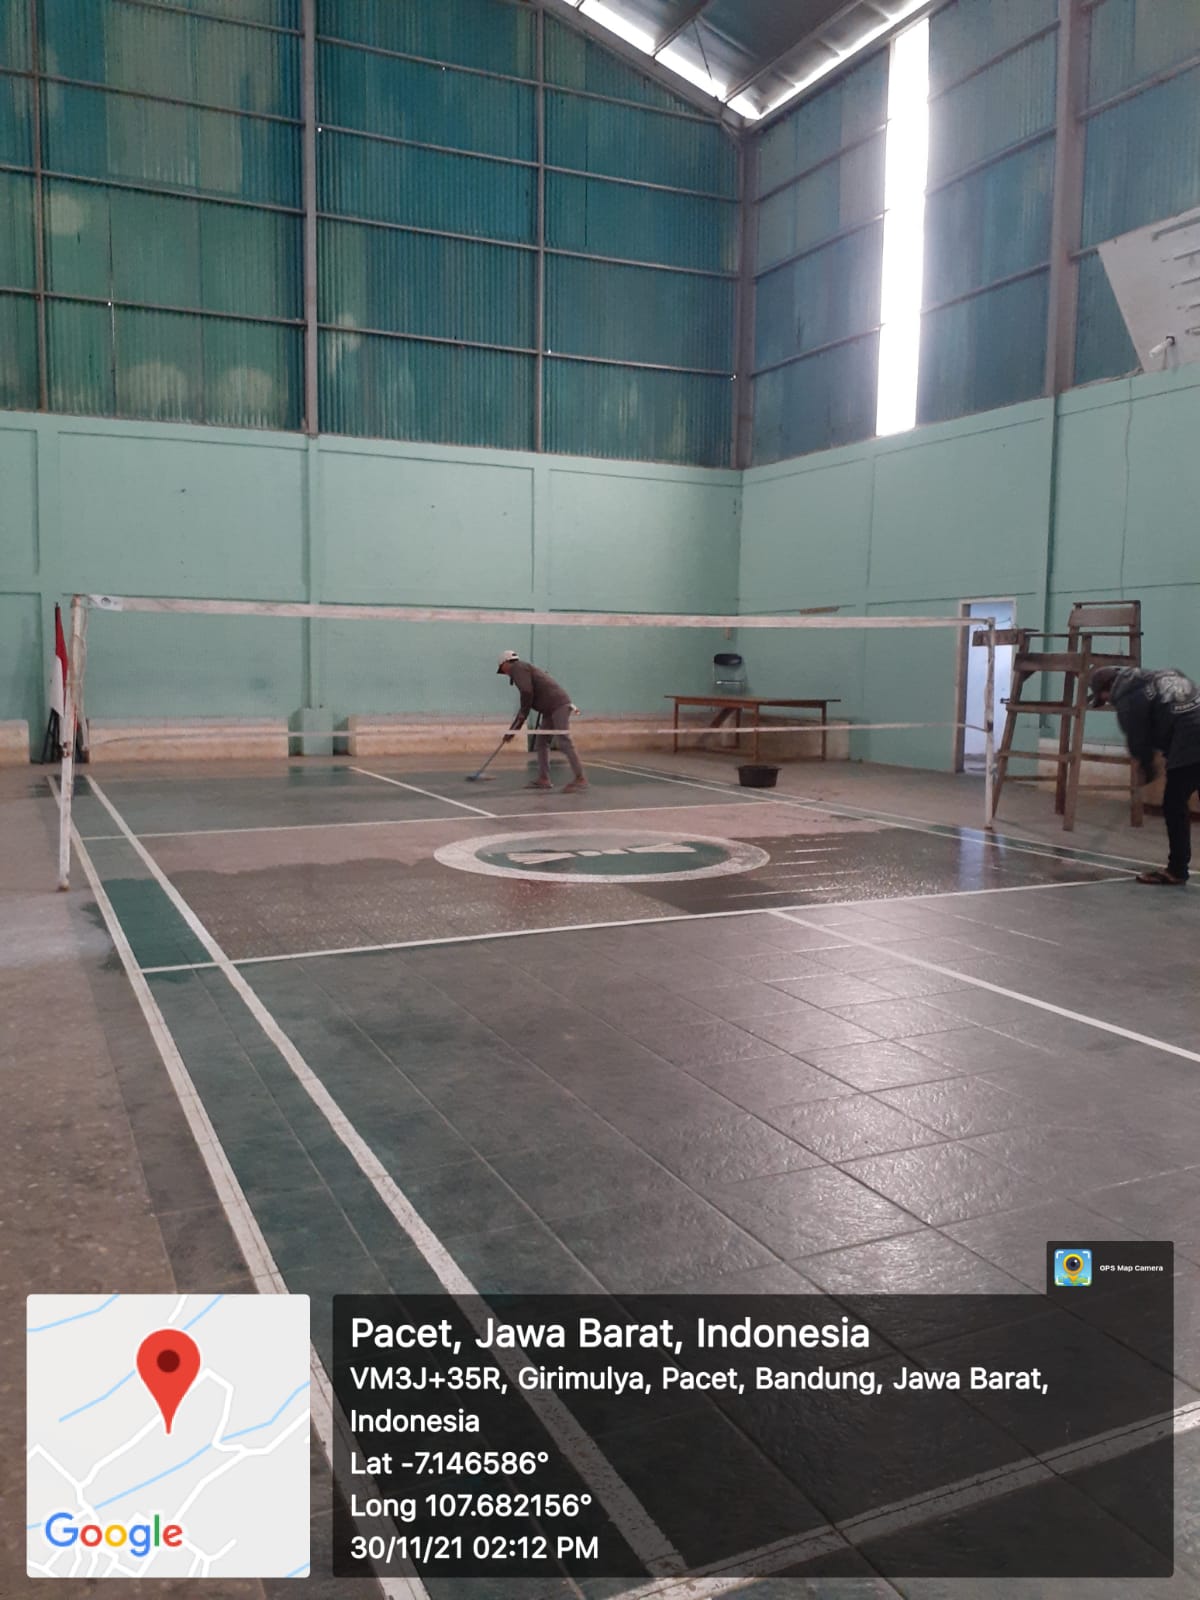 GPS Map Camera
Pacet, Jawa Barat, Indonesia
VM3J+35R, Girimulya, Pacet, Bandung, Jawa Barat,
Indonesia
Lat -7.146586°
Long 107.682156°
30/11/21 02:12 PM
Google